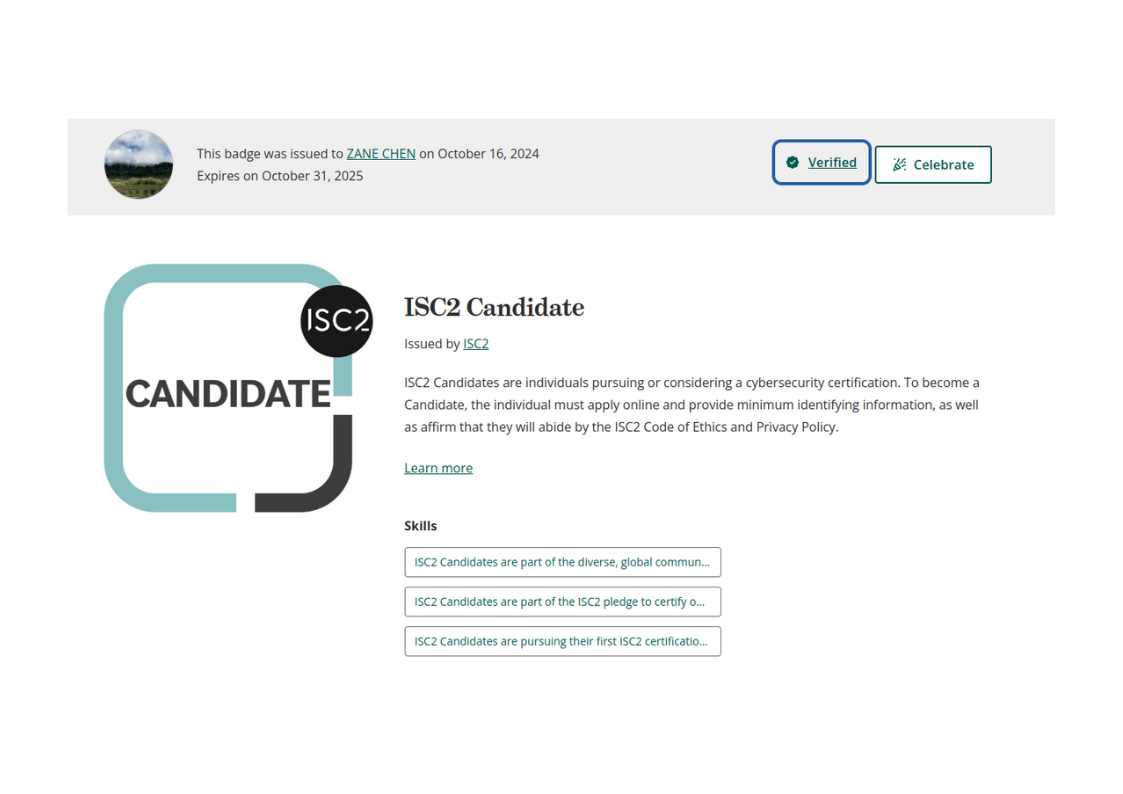 This badge was issued to ZANE CHEN on October 16, 2024
Expires on October 31, 2025
Verified
Celebrate
ISC2
CANDIDATE
ISC2 Candidate
Issued by ISC2
ISC2 Candidates are individuals pursuing or considering a cybersecurity certification. To become a
Candidate, the individual must apply online and provide minimum identifying information, as well
as affirm that they will abide by the ISC2 Code of Ethics and Privacy Policy.
Learn more
Skills
ISC2 Candidates are part of the diverse, global commun...
ISC2 Candidates are part of the ISC2 pledge to certify o...
ISC2 Candidates are pursuing their first ISC2 certificatio...